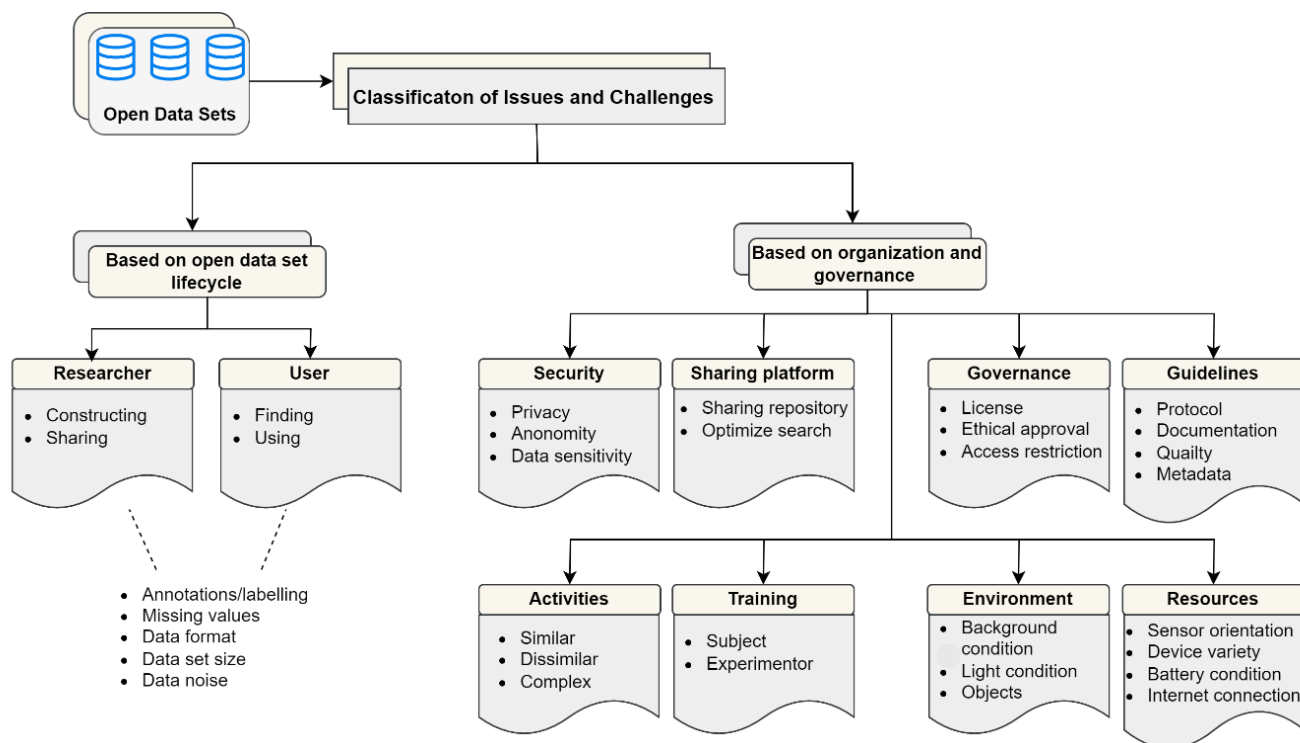 Open Data Sets
Classificaton of Issues and Challenges
Based on open data set
lifecycle
Based on organization and
governance
Researcher
• Constructing
• Sharing
User
• Finding
• Using
• Annotations/labelling
• Missing values
• Data format
• Data set size
• Data noise
Security
• Privacy
• Anonomity
• Data sensitivity
Sharing platform
• Sharing repository
• Optimize search
Governance
• License
• Ethical approval
• Access restriction
Guidelines
• Protocol
• Documentation
• Quailty
• Metadata
Activities
• Similar
• Dissimilar
• Complex
Training
• Subject
• Experimentor
Environment
• Background
condition
• Light condition
• Objects
Resources
• Sensor orientation
• Device variety
• Battery condition
• Internet connection